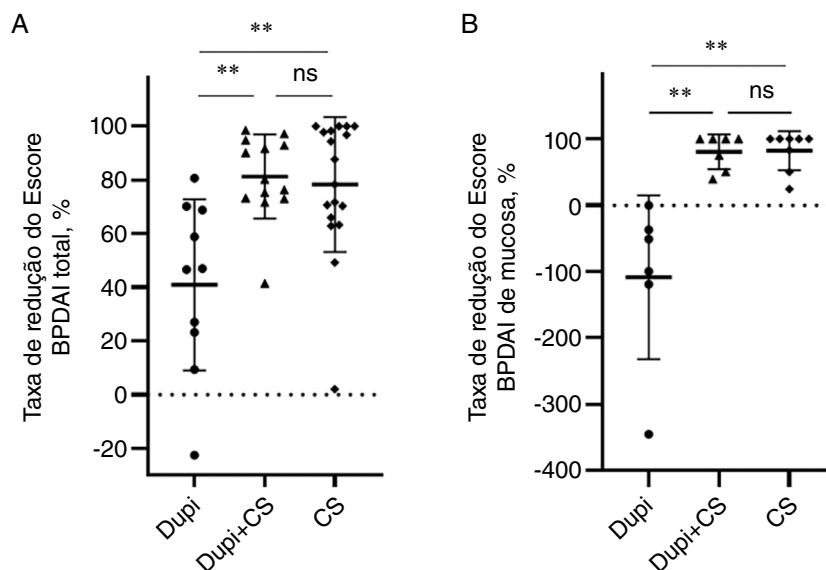 A
**
**
ns
Taxa de redução do Escore
BPDAI total, %
100
80
60
40
20
0
-20
Dupi
Dupi+CS
CS
B
**
**
ns
Taxa de redução do Escore
BPDAI de mucosa, %
100
0
-100
-200
-300
-400
Dupi
Dupi+CS
CS